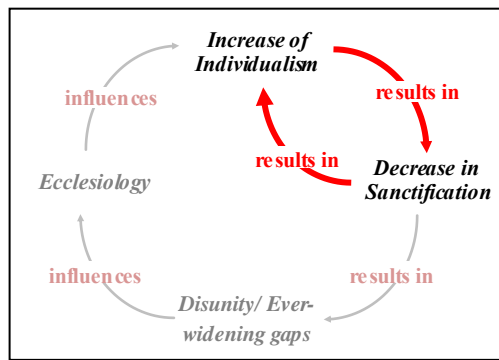 Increase of
Individualism
influences
results in
results in
Ecclesiology
Decrease in
Sanctification
influences
results in
Disunity/ Ever-
widening gaps